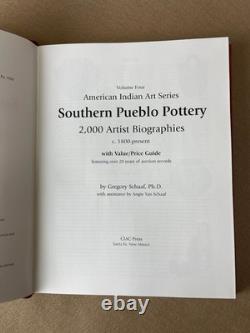 Volume Four
American Indian Art Series
Southern Pueblo Pottery
2,000 Artist Biographies
c. 1800-present
with Value/Price Guide
featuring over 20 years of auction records
by Gregory Schaaf, Ph.D.
with assistance by Angie Yan Schaaf
CIAC Press
Santa Fe, New Mexico